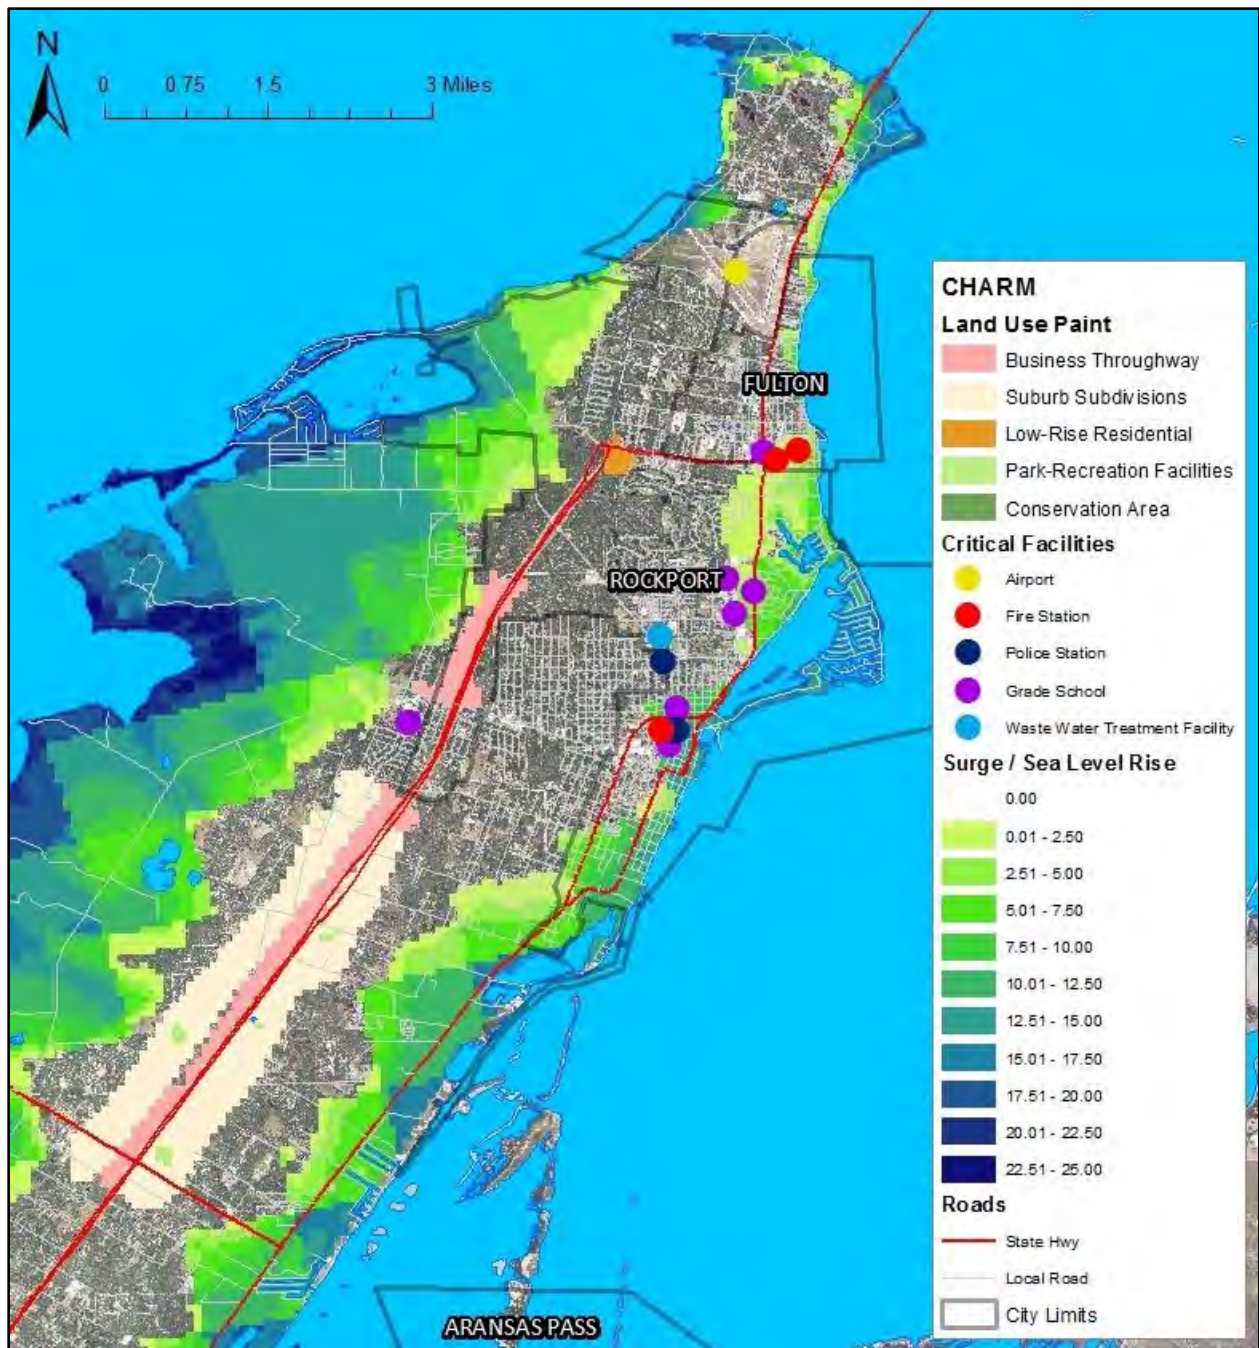 N
0 0.75 1.5 3 Miles
FULTON
ROCKPORT
ARANSAS PASS
CHARM
Land Use Paint
Business Throughway
Suburb Subdivisions
Low-Rise Residential
Park-Recreation Facilities
Conservation Area
Critical Facilities
Airport
Fire Station
Police Station
Grade School
Waste Water Treatment Facility
Surge / Sea Level Rise
0.00
0.01 - 2.50
2.51 - 5.00
5.01 - 7.50
7.51 - 10.00
10.01 - 12.50
12.51 - 15.00
15.01 - 17.50
17.51 - 20.00
20.01 - 22.50
22.51 - 25.00
Roads
State Hwy
Local Road
City Limits